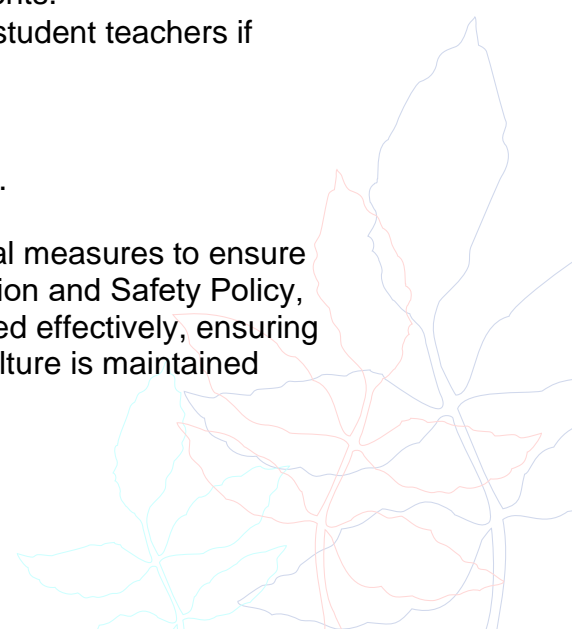 student teachers if
.
al measures to ensure
ion and Safety Policy,
ed effectively, ensuring
lture is maintained